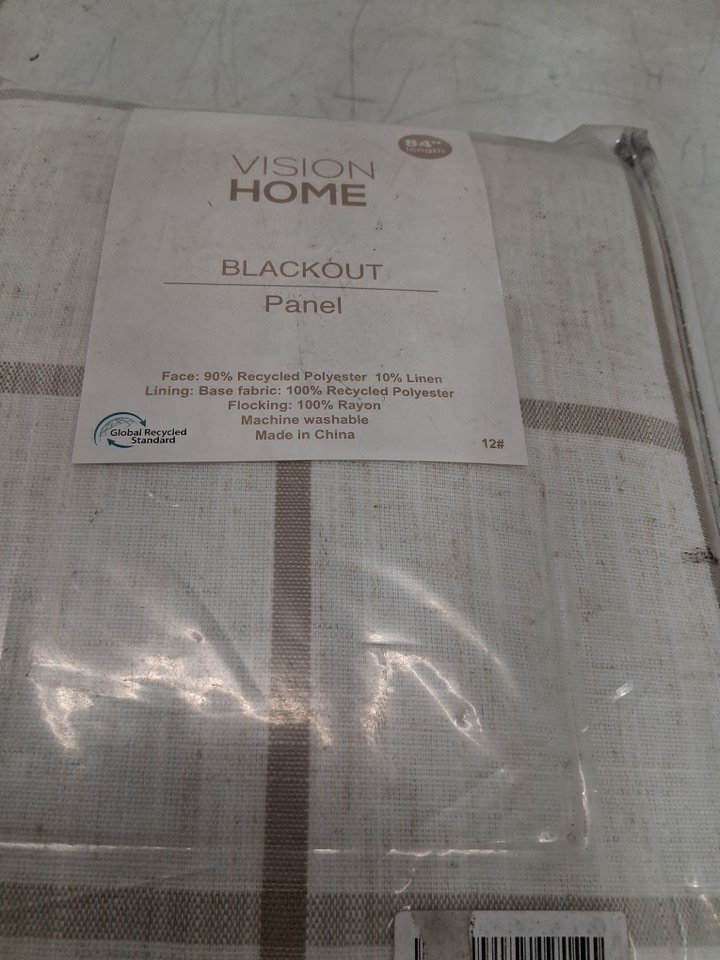 84"
length
VISION
HOME
BLACKOUT
Panel
Face: 90% Recycled Polyester 10% Linen
Lining: Base fabric: 100% Recycled Polyester
Flocking: 100% Rayon
Machine washable
Made in China
Global Recycled
Standard
12#